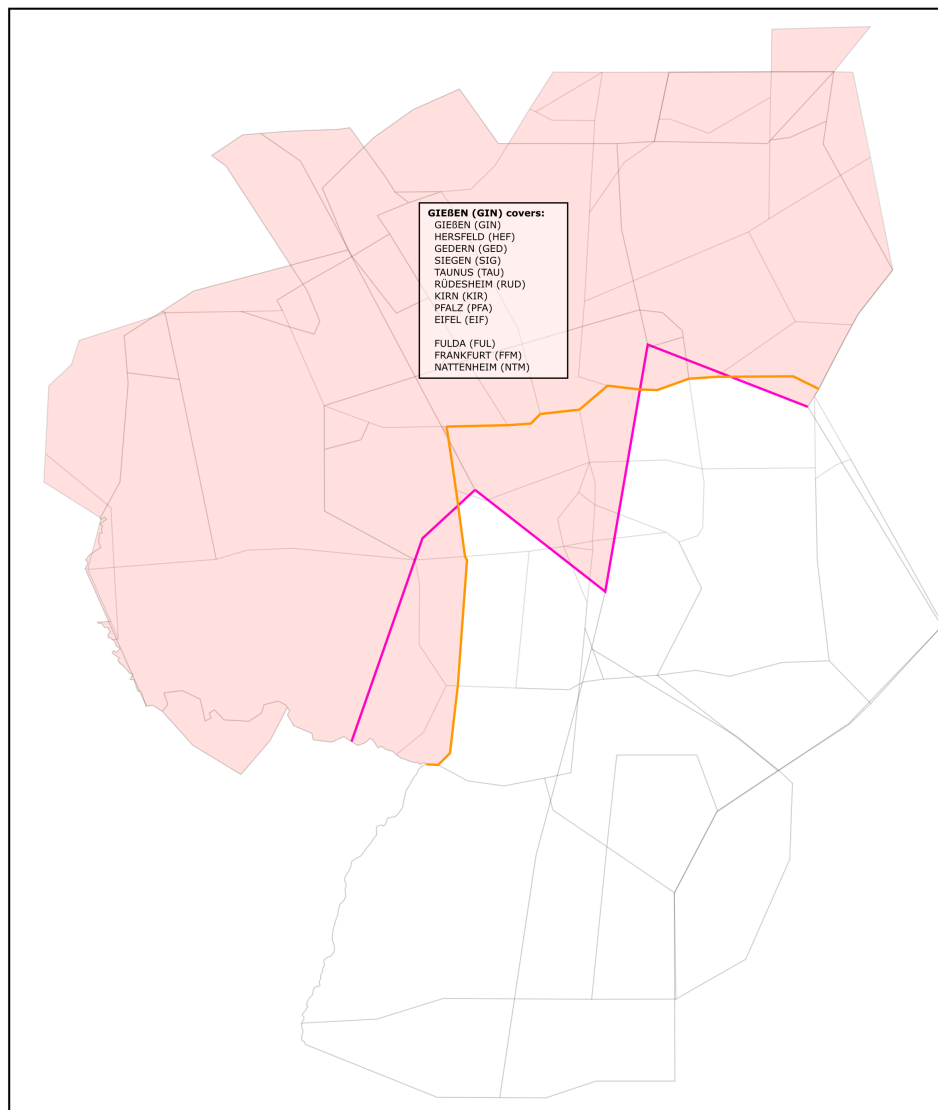 GIEßEN (GIN) covers:
GIEßEN (GIN)
HERSFELD (HEF)
GEDERN (GED)
SIEGEN (SIG)
TAUNUS (TAU)
RÜDESHEIM (RUD)
KIRN (KIR)
PFALZ (PFA)
EIFEL (EIF)
FULDA (FUL)
FRANKFURT (FFM)
NATTENHEIM (NTM)